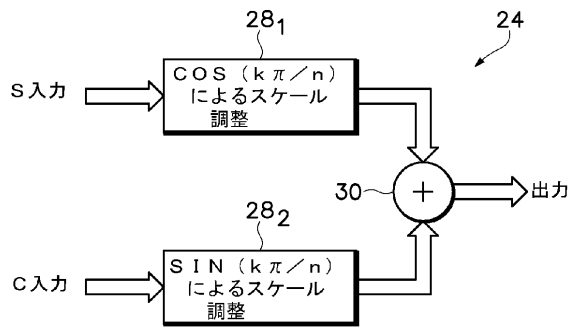 28₁
24
S入力
COS(kπ/n)
によるスケール
調整
30
+
出力
28₂
C入力
SIN(kπ/n)
によるスケール
調整